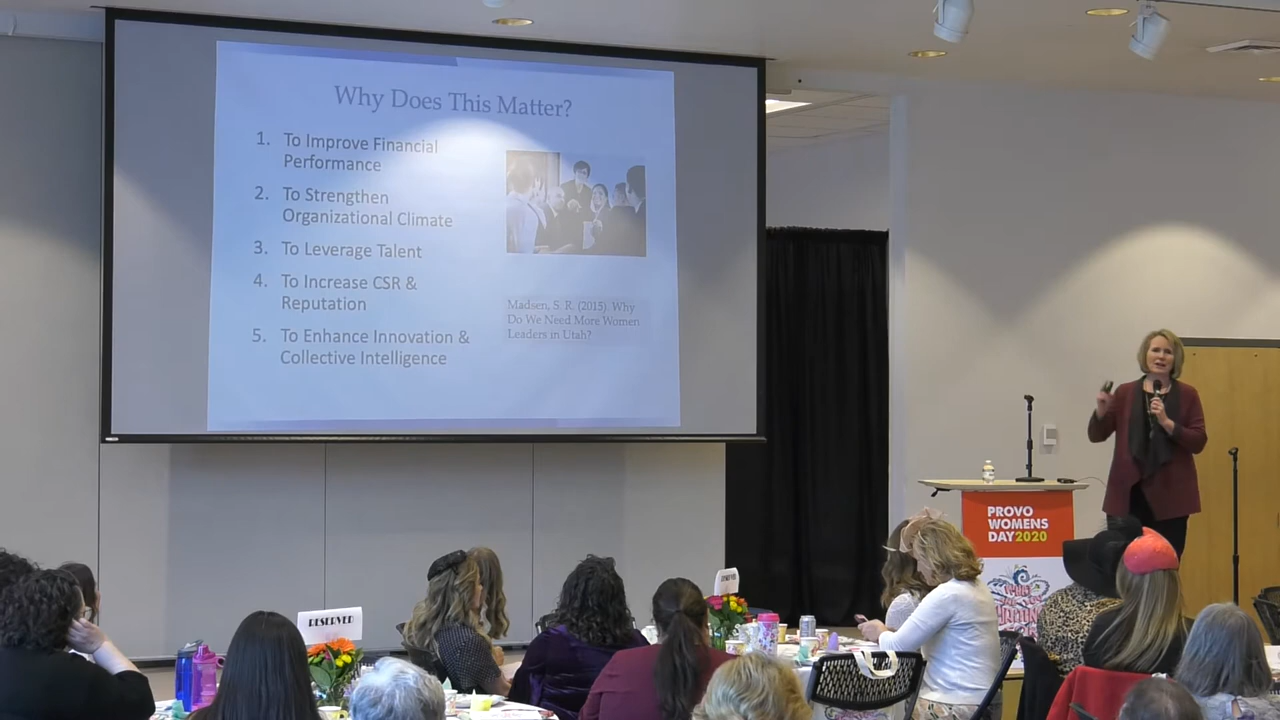 Why Does This Matter?
1. To Improve Financial
Performance
2. To Strengthen
Organizational Climate
3. To Leverage Talent
4. To Increase CSR &
Reputation
5. To Enhance Innovation &
Collective Intelligence
Madsen, S. R. (2015). Why
Do We Need More Women
Leaders in Utah?
PROVO
WOMENS
DAY2020
RESERVED
RESERVED